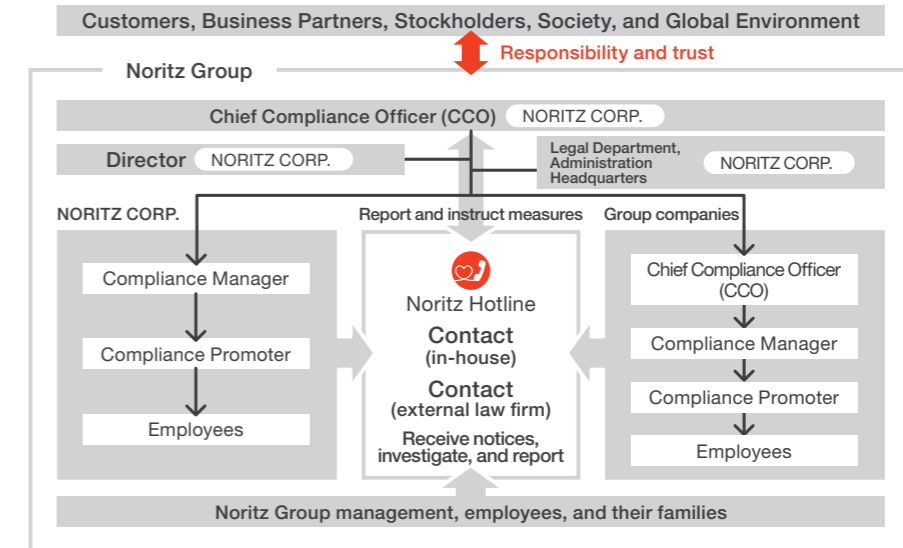 Customers, Business Partners, Stockholders, Society, and Global Environment
Responsibility and trust
Noritz Group
Chief Compliance Officer (CCO) NORITZ CORP.
Director NORITZ CORP.
Legal Department,
Administration
Headquarters
NORITZ CORP.
NORITZ CORP.
Report and instruct measures
Group companies
Compliance Manager
Compliance Promoter
Employees
Noritz Hotline
Contact
(in-house)
Contact
(external law firm)
Receive notices,
investigate, and report
Chief Compliance Officer
(CCO)
Compliance Manager
Compliance Promoter
Employees
Noritz Group management, employees, and their families